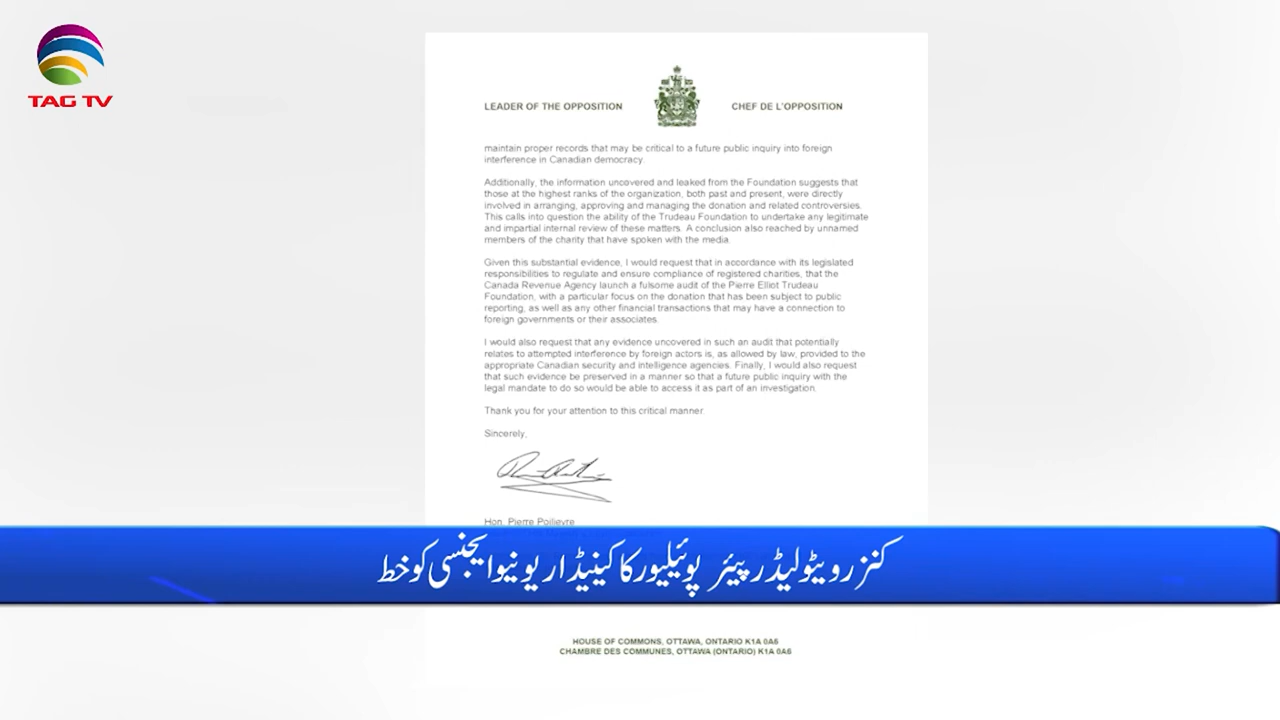 TAG TV
LEADER OF THE OPPOSITION
CHEF DE L'OPPOSITION
maintain proper records that may be critical to a future public inquiry into foreign
interference in Canadian democracy.
Additionally, the information uncovered and leaked from the Foundation suggests that
those at the highest ranks of the organization, both past and present, were directly
involved in arranging, approving and managing the donation and related controversies.
This calls into question the ability of the Trudeau Foundation to undertake any legitimate
and impartial internal review of these matters. A conclusion also reached by unnamed
members of the charity that have spoken with the media.
Given this substantial evidence, I would request that in accordance with its legislated
responsibilities to regulate and ensure compliance of registered charities, that the
Canada Revenue Agency launch a fulsome audit of the Pierre Elliot Trudeau
Foundation, with a particular focus on the donation that has been subject to public
reporting, as well as any other financial transactions that may have a connection to
foreign governments or their associates.
I would also request that any evidence uncovered in such an audit that potentially
relates to attempted interference by foreign actors is, as allowed by law, provided to the
appropriate Canadian security and intelligence agencies. Finally, I would also request
that such evidence be preserved in a manner so that a future public inquiry with the
legal mandate to do so would be able to access it as part of an investigation.
Thank you for your attention to this critical manner.
Sincerely,
Hon. Pierre Poilievre
کنزرویٹو لیڈر پیئر پوئیلیور کا کینیڈا ریونیو ایجنسی کو خط
HOUSE OF COMMONS, OTTAWA, ONTARIO K1A 0A6
CHAMBRE DES COMMUNES, OTTAWA (ONTARIO) K1A 0A6